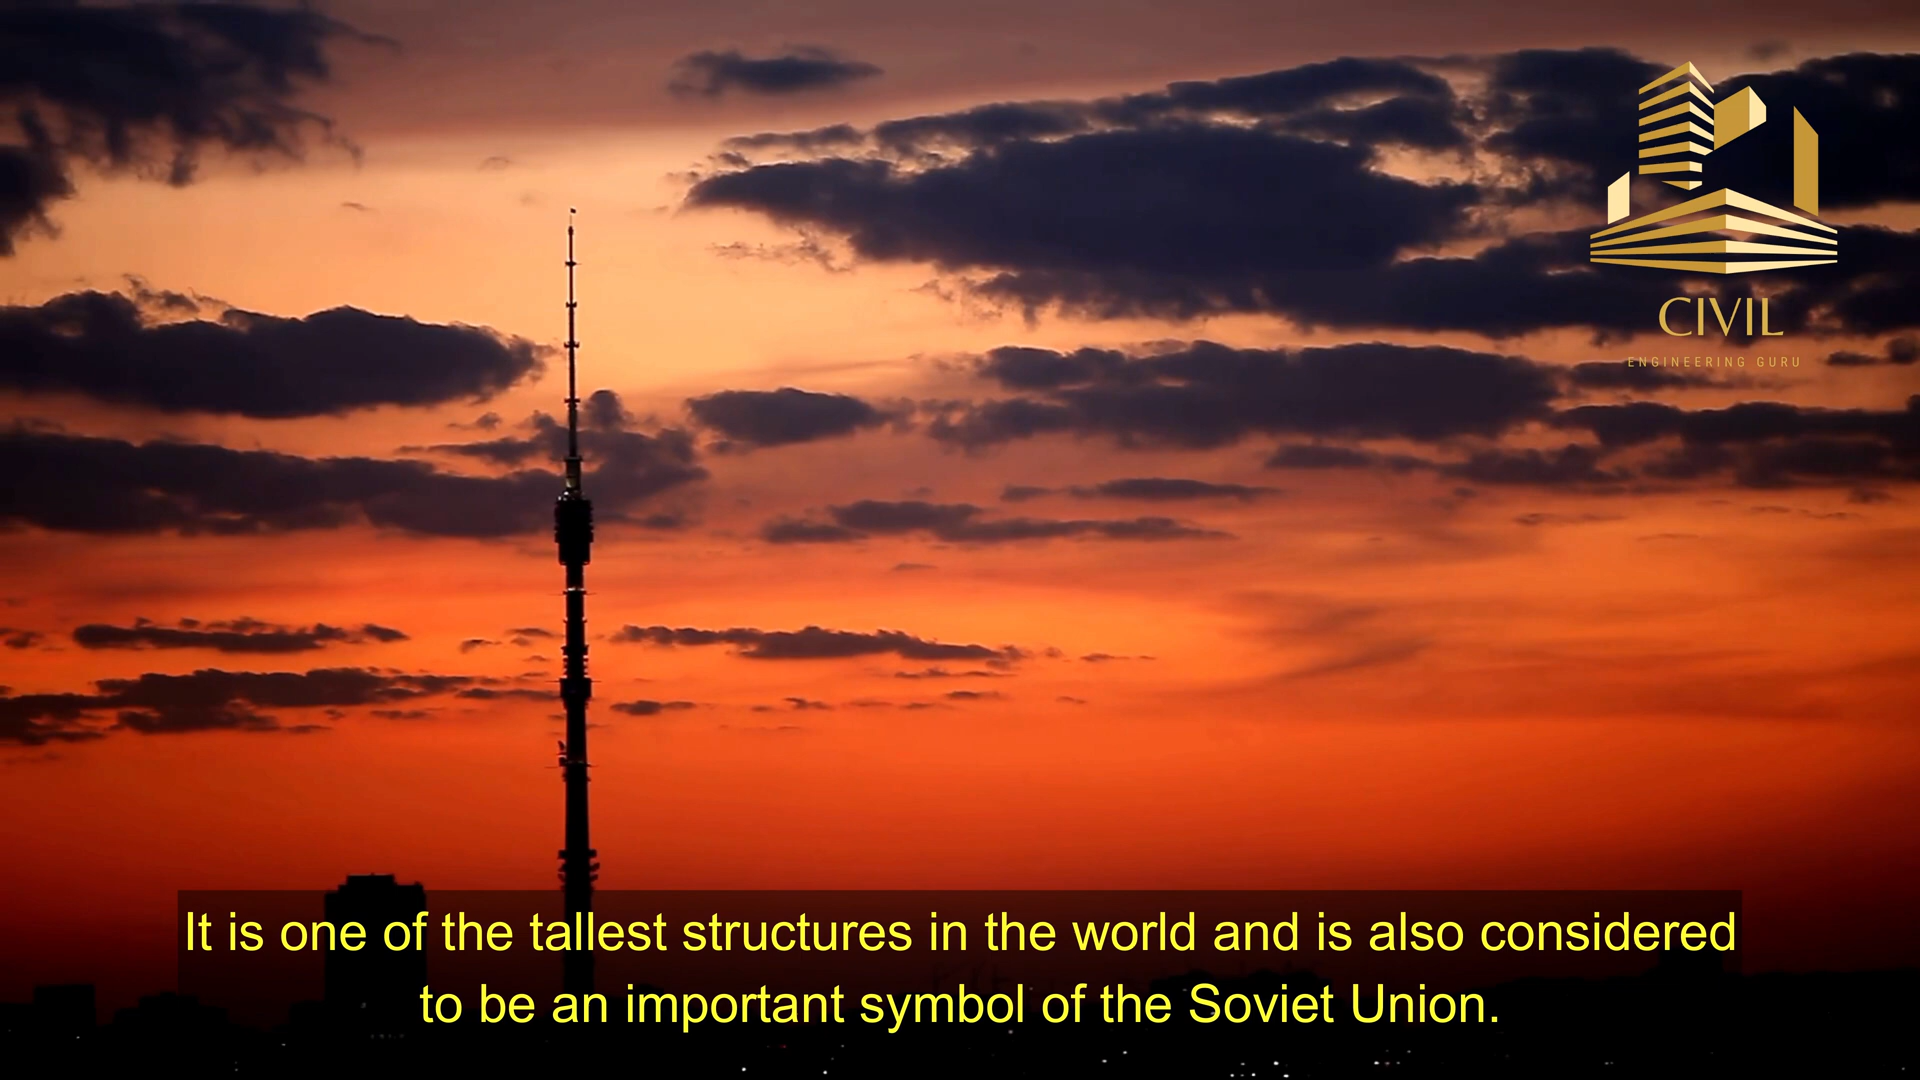 CIVIL
ENGINEERING GURU
It is one of the tallest structures in the world and is also considered
to be an important symbol of the Soviet Union.